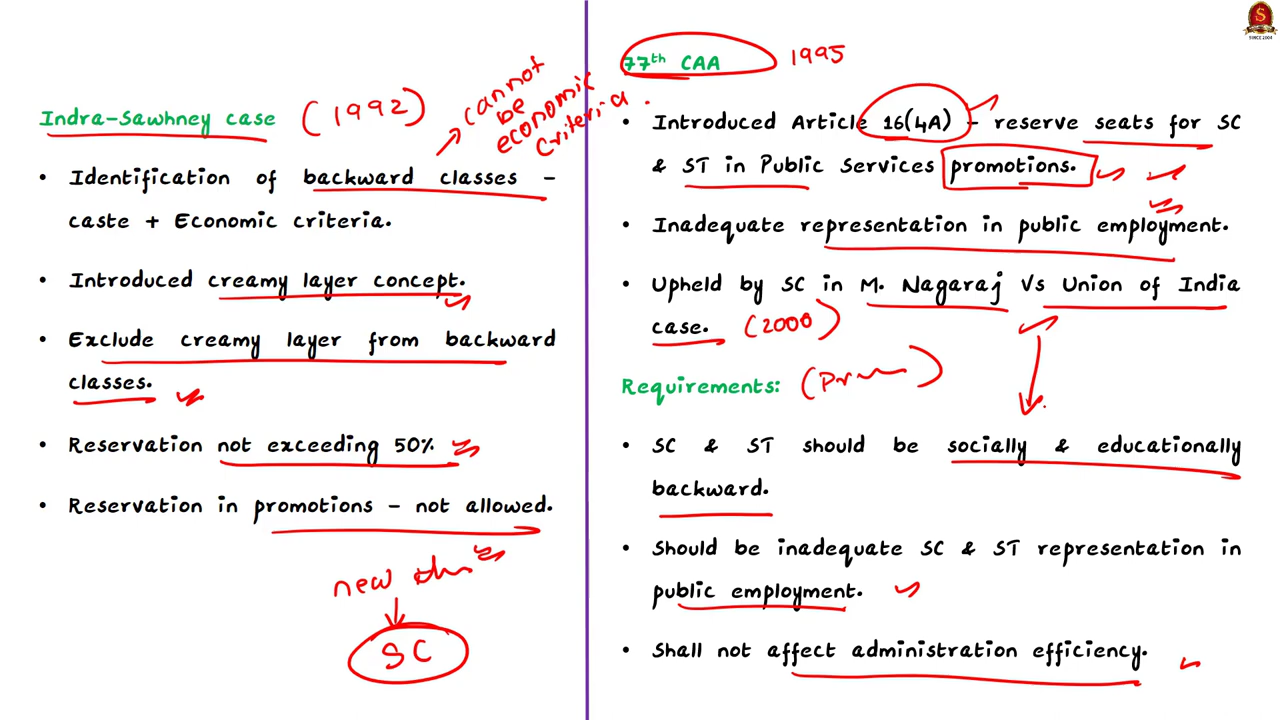 Indra-Sawhney case (1992)
cannot
be
economic
criteria.
• Identification of backward classes –
caste + Economic criteria.
• Introduced creamy layer concept.
• Exclude creamy layer from backward
classes.
• Reservation not exceeding 50%
• Reservation in promotions – not allowed.
new
SC
77th CAA 1995
• Introduced Article 16(4A) - reserve seats for SC
& ST in Public Services promotions.
• Inadequate representation in public employment.
• Upheld by SC in M. Nagaraj Vs Union of India
case. (2000)
Requirements:
• SC & ST should be socially & educationally
backward.
• Should be inadequate SC & ST representation in
public employment.
• Shall not affect administration efficiency.
S
SINCE 2004